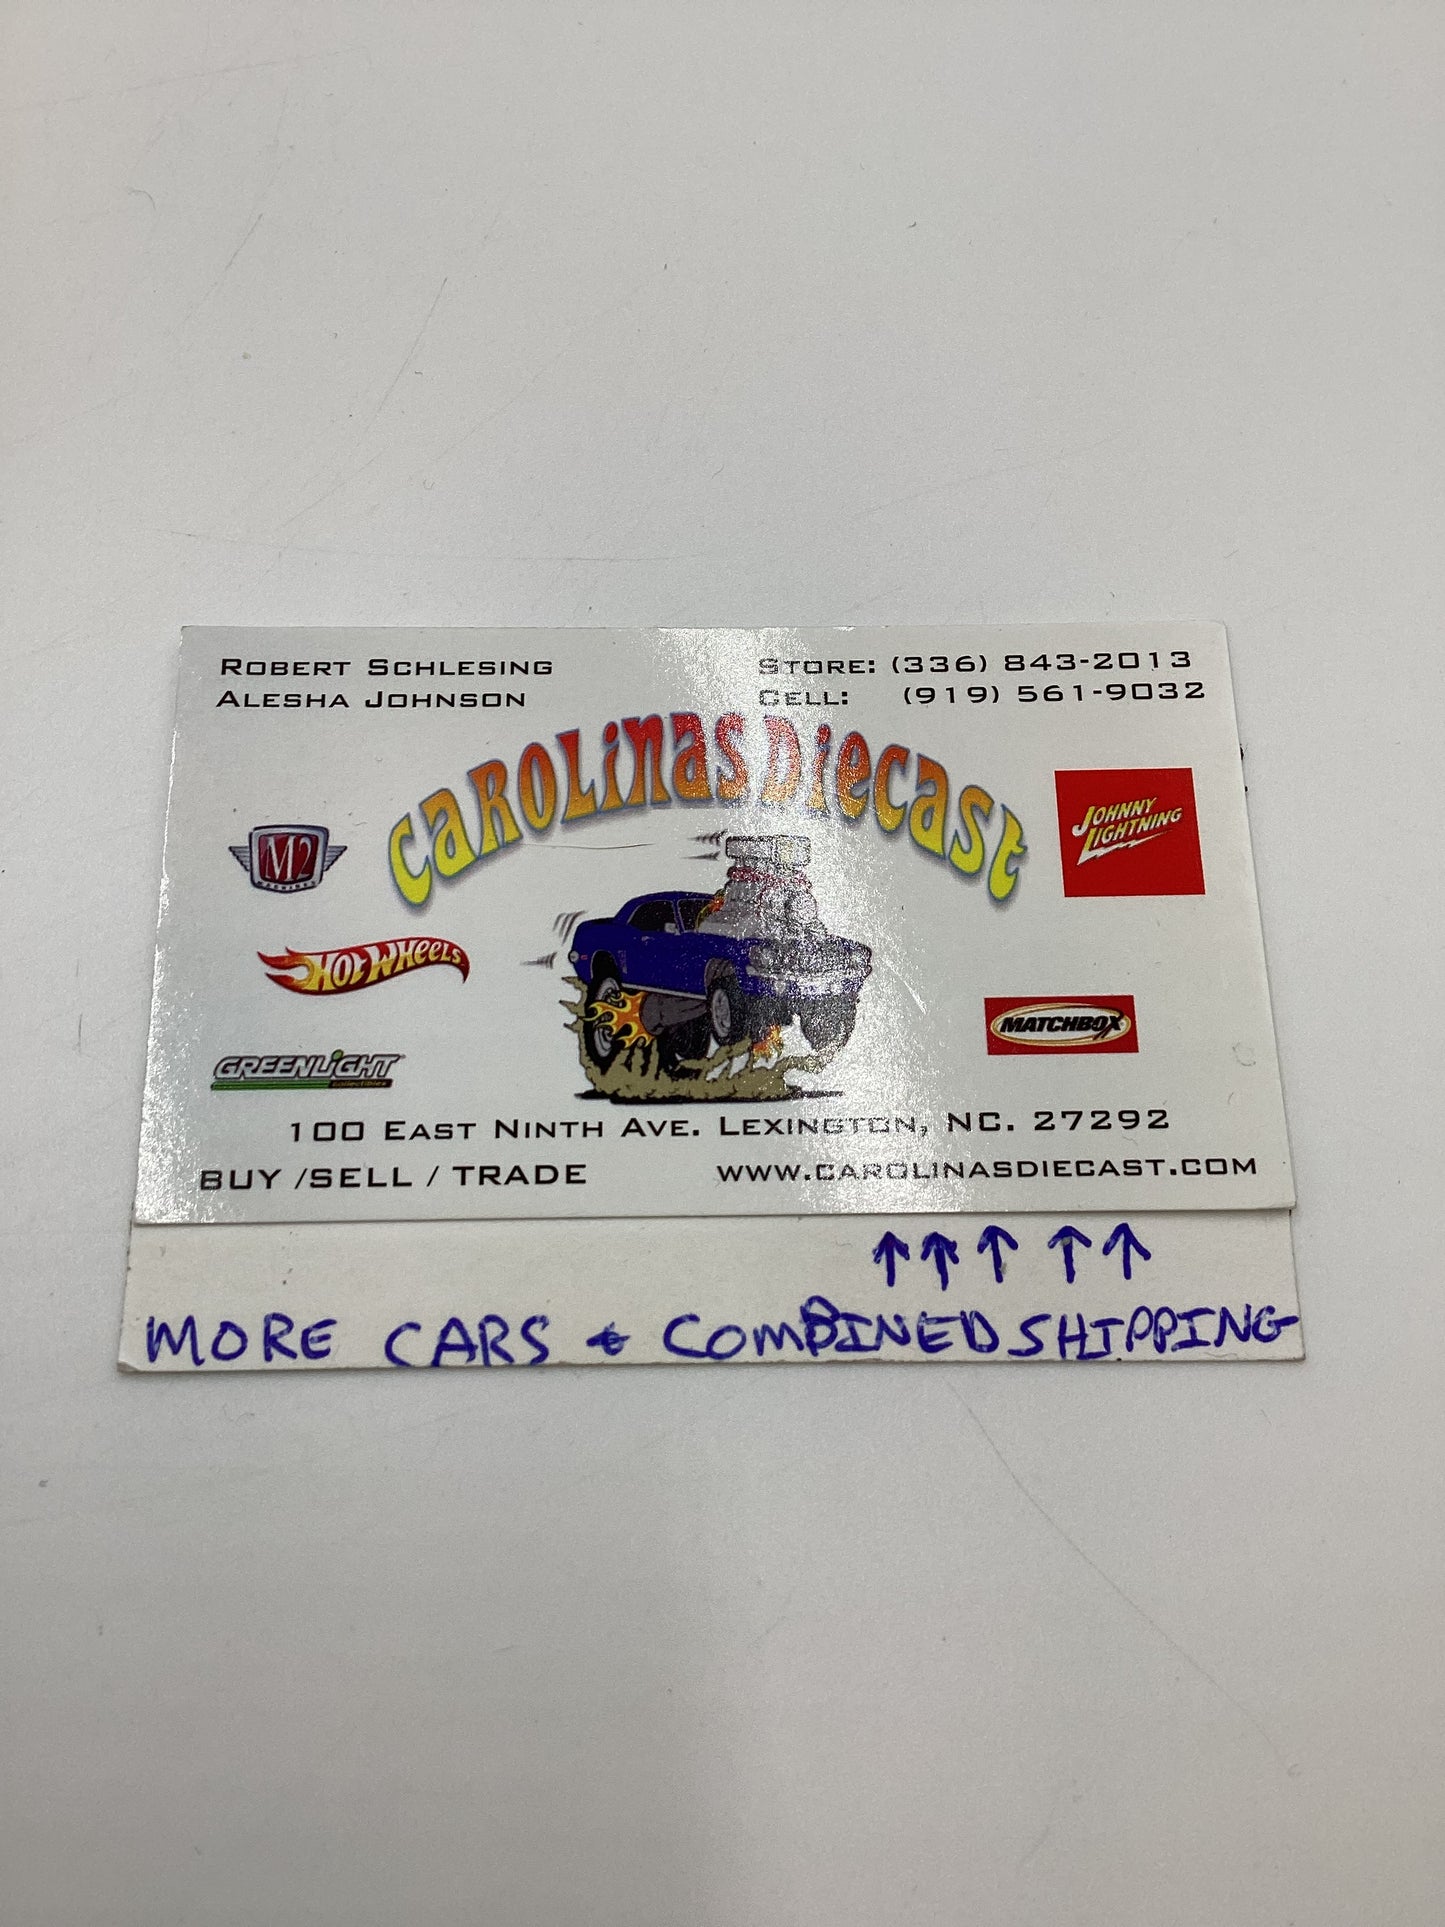 ROBERT SCHLESING
ALESHA JOHNSON
STORE: (336) 843-2013
CELL: (919) 561-9032
CAROLINAS DIECAST
M2
MACHINES
JOHNNY
LIGHTNING
HOT WHEELS
MATCHBOX
GREENLIGHT
collectibles
100 EAST NINTH AVE. LEXINGTON, NC. 27292
BUY /SELL / TRADE
WWW.CAROLINASDIECAST.COM
↑ ↑ ↑ ↑ ↑
MORE CARS & COMBINED SHIPPING